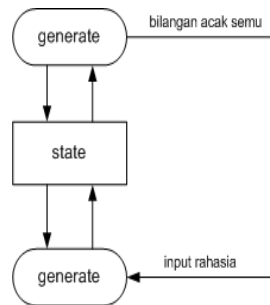 generate
bilangan acak semu
state
input rahasia
generate